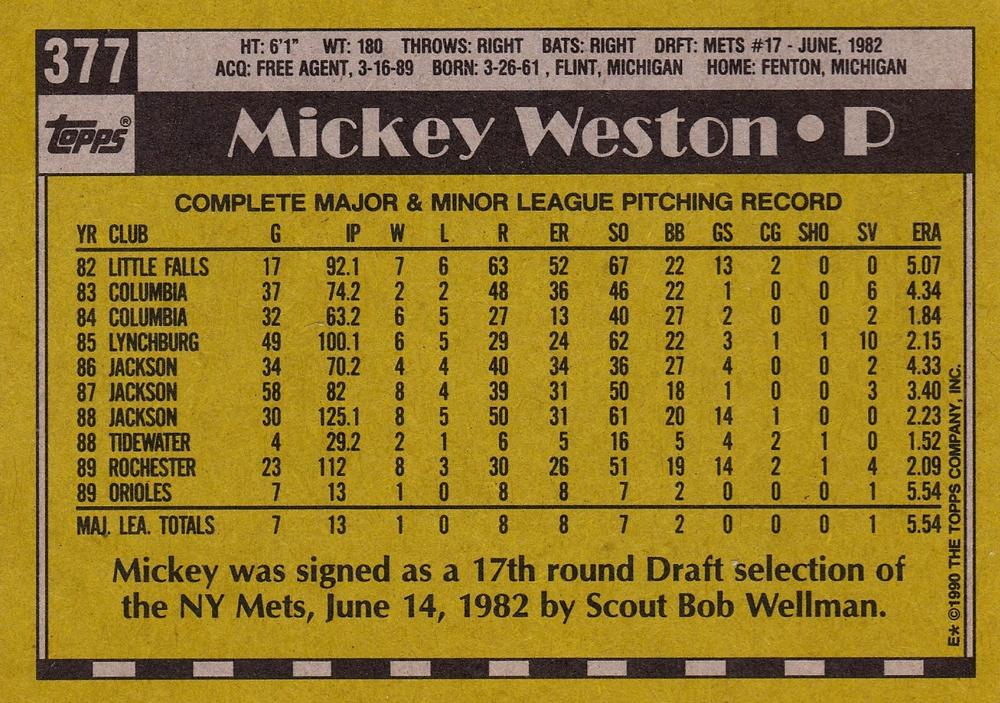 377
HT: 6'1" WT: 180 THROWS: RIGHT BATS: RIGHT DRFT: METS #17 - JUNE, 1982
ACQ: FREE AGENT, 3-16-89 BORN: 3-26-61 , FLINT, MICHIGAN HOME: FENTON, MICHIGAN
topps®
Mickey Weston • P
COMPLETE MAJOR & MINOR LEAGUE PITCHING RECORD
YR CLUB G IP W L R ER SO BB GS CG SHO SV ERA
82 LITTLE FALLS 17 92.1 7 6 63 52 67 22 13 2 0 0 5.07
83 COLUMBIA 37 74.2 2 2 48 36 46 22 1 0 0 6 4.34
84 COLUMBIA 32 63.2 6 5 27 13 40 27 2 0 0 2 1.84
85 LYNCHBURG 49 100.1 6 5 29 24 62 22 3 1 1 10 2.15
86 JACKSON 34 70.2 4 4 40 34 36 27 4 0 0 2 4.33
87 JACKSON 58 82 8 4 39 31 50 18 1 0 0 3 3.40
88 JACKSON 30 125.1 8 5 50 31 61 20 14 1 0 0 2.23
88 TIDEWATER 4 29.2 2 1 6 5 16 5 4 2 1 0 1.52
89 ROCHESTER 23 112 8 3 30 26 51 19 14 2 1 4 2.09
89 ORIOLES 7 13 1 0 8 8 7 2 0 0 0 1 5.54
MAJ. LEA. TOTALS 7 13 1 0 8 8 7 2 0 0 0 1 5.54
Mickey was signed as a 17th round Draft selection of
the NY Mets, June 14, 1982 by Scout Bob Wellman.
E* ©1990 THE TOPPS COMPANY, INC.